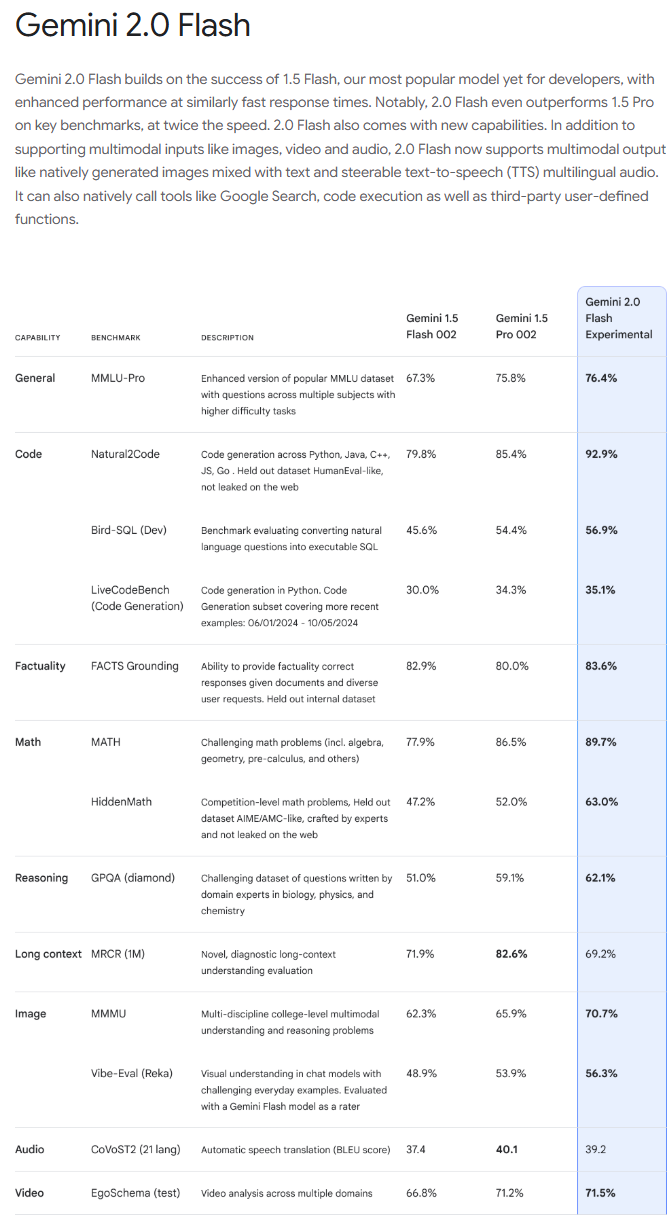 Gemini 2.0 Flash
Gemini 2.0 Flash builds on the success of 1.5 Flash, our most popular model yet for developers, with
enhanced performance at similarly fast response times. Notably, 2.0 Flash even outperforms 1.5 Pro
on key benchmarks, at twice the speed. 2.0 Flash also comes with new capabilities. In addition to
supporting multimodal inputs like images, video and audio, 2.0 Flash now supports multimodal output
like natively generated images mixed with text and steerable text-to-speech (TTS) multilingual audio.
It can also natively call tools like Google Search, code execution as well as third-party user-defined
functions.
CAPABILITY BENCHMARK DESCRIPTION Gemini 1.5 Flash 002 Gemini 1.5 Pro 002 Gemini 2.0 Flash Experimental
General MMLU-Pro Enhanced version of popular MMLU dataset 67.3% 75.8% 76.4%
with questions across multiple subjects with
higher difficulty tasks
Code Natural2Code Code generation across Python, Java, C++, 79.8% 85.4% 92.9%
JS, Go . Held out dataset HumanEval-like,
not leaked on the web
Bird-SQL (Dev) Benchmark evaluating converting natural 45.6% 54.4% 56.9%
language questions into executable SQL
LiveCodeBench Code generation in Python. Code 30.0% 34.3% 35.1%
(Code Generation) Generation subset covering more recent
examples: 06/01/2024 - 10/05/2024
Factuality FACTS Grounding Ability to provide factuality correct 82.9% 80.0% 83.6%
responses given documents and diverse
user requests. Held out internal dataset
Math MATH Challenging math problems (incl. algebra, 77.9% 86.5% 89.7%
geometry, pre-calculus, and others)
HiddenMath Competition-level math problems, Held out 47.2% 52.0% 63.0%
dataset AIME/AMC-like, crafted by experts
and not leaked on the web
Reasoning GPQA (diamond) Challenging dataset of questions written by 51.0% 59.1% 62.1%
domain experts in biology, physics, and
chemistry
Long context MRCR (1M) Novel, diagnostic long-context 71.9% 82.6% 69.2%
understanding evaluation
Image MMMU Multi-discipline college-level multimodal 62.3% 65.9% 70.7%
understanding and reasoning problems
Vibe-Eval (Reka) Visual understanding in chat models with 48.9% 53.9% 56.3%
challenging everyday examples. Evaluated
with a Gemini Flash model as a rater
Audio CoVoST2 (21 lang) Automatic speech translation (BLEU score) 37.4 40.1 39.2
Video EgoSchema (test) Video analysis across multiple domains 66.8% 71.2% 71.5%